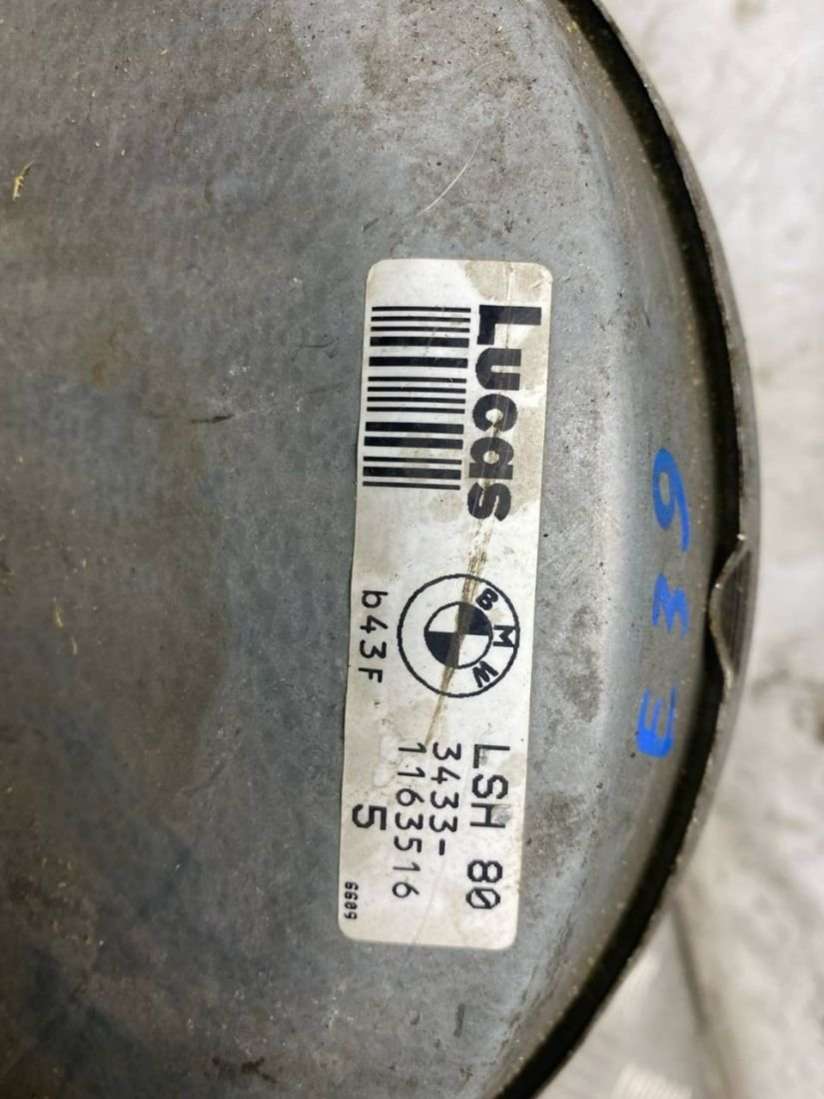 Lucas
BMW
LSH 80
3433-
1163516
b43F
5
E39